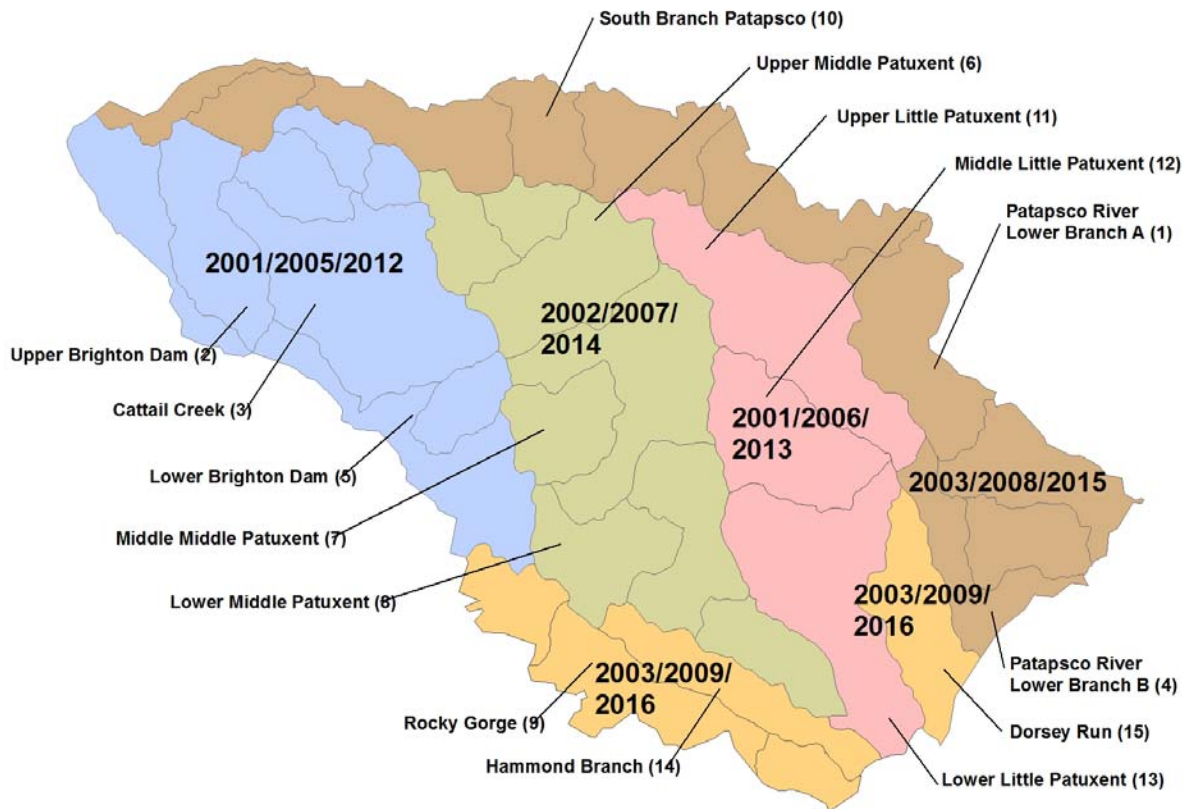 South Branch Patapsco (10)
Upper Middle Patuxent (6)
Upper Little Patuxent (11)
Middle Little Patuxent (12)
Patapsco River
Lower Branch A (1)
2001/2005/2012
2002/2007/
2014
Upper Brighton Dam (2)
Cattail Creek (3)
2001/2006/
2013
Lower Brighton Dam (5)
2003/2008/2015
Middle Middle Patuxent (7)
Lower Middle Patuxent (8)
2003/2009/
2016
2003/2009/
2016
Patapsco River
Lower Branch B (4)
Rocky Gorge (9)
Dorsey Run (15)
Hammond Branch (14)
Lower Little Patuxent (13)